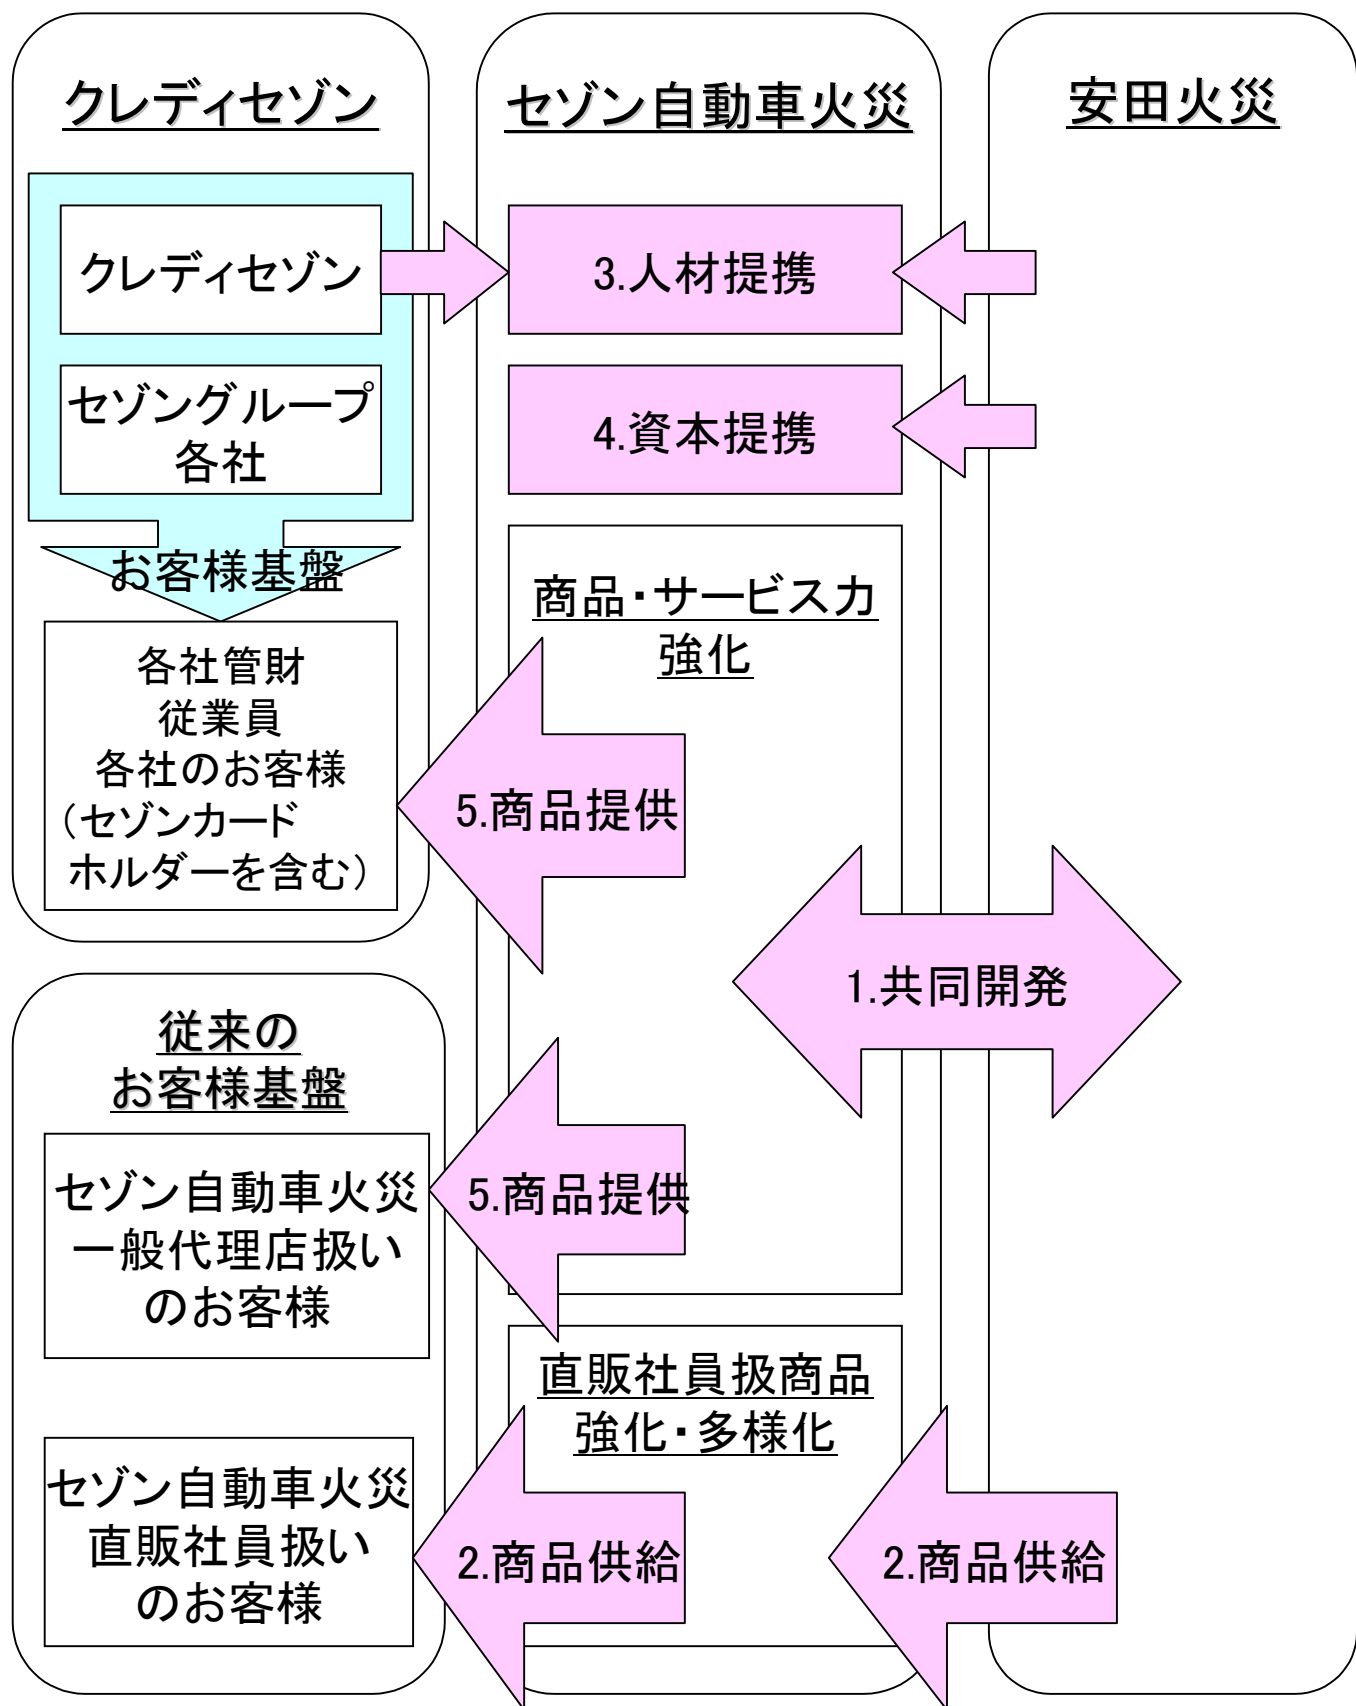 クレディセゾン
クレディセゾン
セゾングループ
各社
お客様基盤
各社管財
従業員
各社のお客様
（セゾンカード
ホルダーを含む）
従来の
お客様基盤
セゾン自動車火災
一般代理店扱い
のお客様
セゾン自動車火災
直販社員扱い
のお客様
セゾン自動車火災
3.人材提携
4.資本提携
商品・サービス力
強化
5.商品提供
1.共同開発
5.商品提供
直販社員扱商品
強化・多様化
2.商品供給
安田火災
2.商品供給